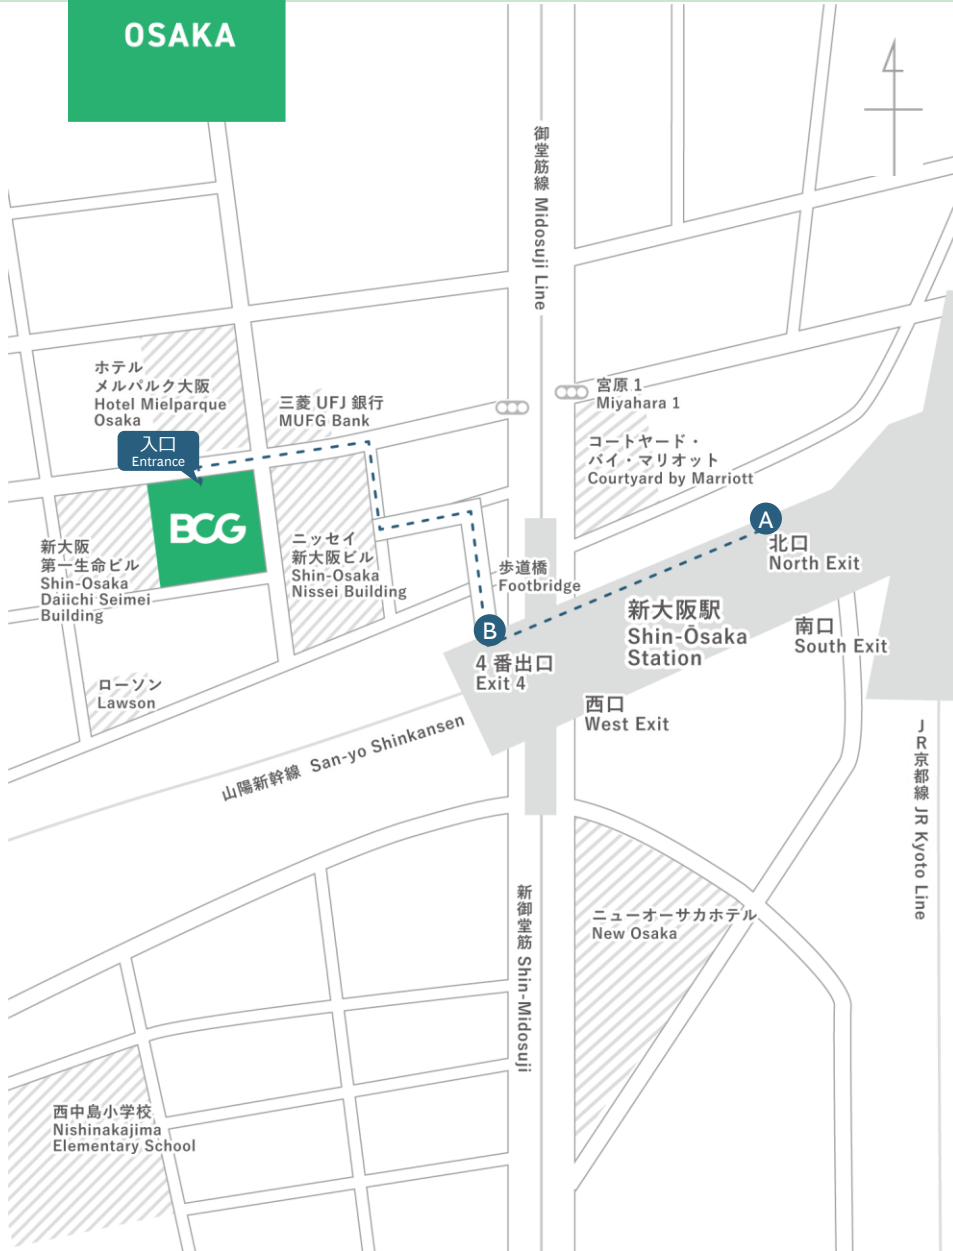 OSAKA
御堂筋線 Midosuji Line
ホテル
メルパルク大阪
Hotel Mielparque
Osaka
三菱 UFJ 銀行
MUFG Bank
宮原 1
Miyahara 1
コートヤード・
バイ・マリオット
Courtyard by Marriott
入口
Entrance
BCG
A
北口
North Exit
新大阪
第一生命ビル
Shin-Osaka
Daiichi Seimei
Building
ニッセイ
新大阪ビル
Shin-Osaka
Nissei Building
歩道橋
Footbridge
B
4 番出口
Exit 4
新大阪駅
Shin-Ōsaka
Station
南口
South Exit
ローソン
Lawson
西口
West Exit
山陽新幹線 San-yo Shinkansen
JR京都線 JR Kyoto Line
新御堂筋 Shin-Midosuji
ニューオーサカホテル
New Osaka
西中島小学校
Nishinakajima
Elementary School